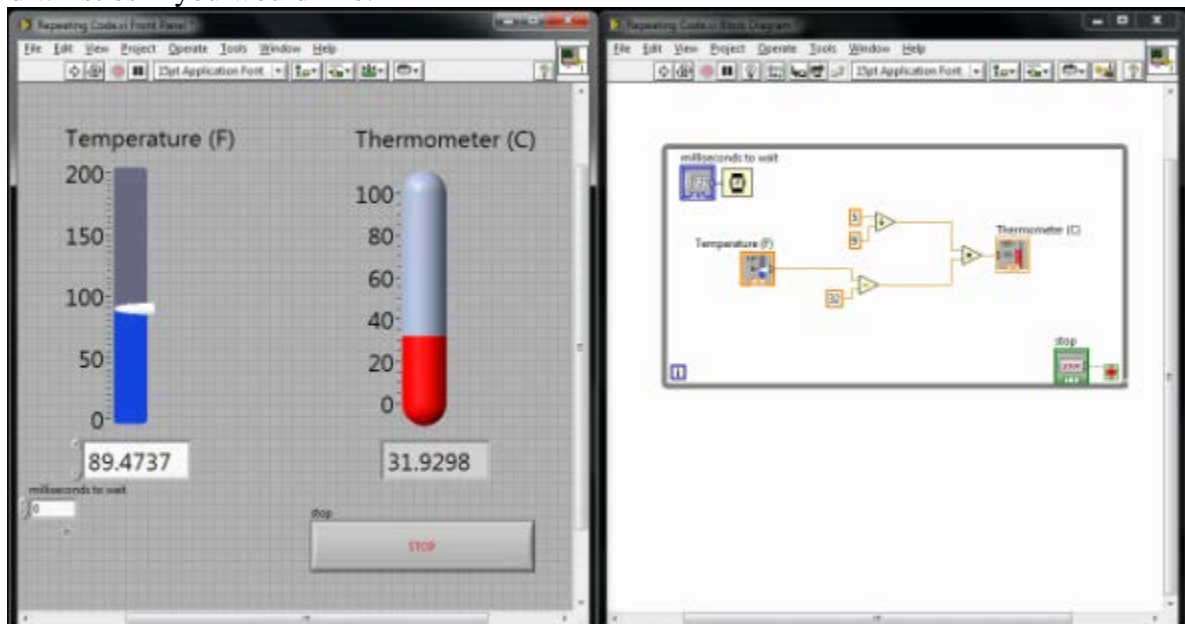 Repeating Code.vi Front Panel
File Edit View Project Operate Tools Window Help
15pt Application Font
Temperature (F)
200
150
100
50
0
89.4737
Thermometer (C)
100
80
60
40
20
0
31.9298
milliseconds to wait
0
stop
STOP
Repeating Code.vi Block Diagram
File Edit View Project Operate Tools Window Help
15pt Application Font
milliseconds to wait
Temperature (F)
5
9
32
Thermometer (C)
stop
STOP
i